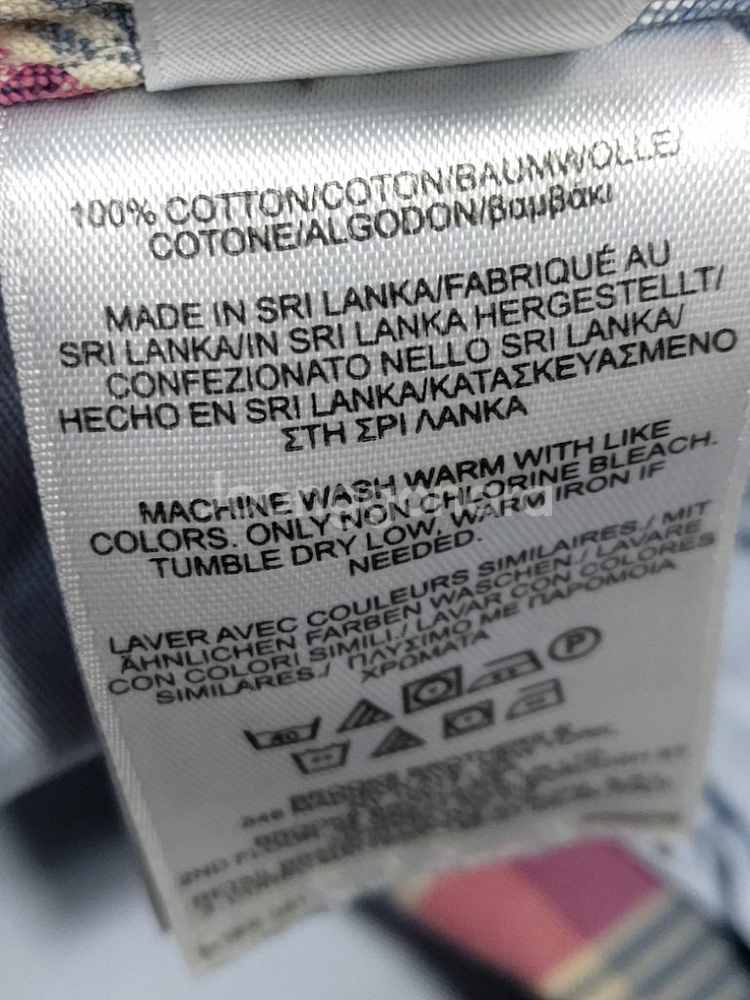 100% COTTON/COTON/BAUMWOLLE/
COTONE/ALGODON/βαμβάκι
MADE IN SRI LANKA/FABRIQUÉ AU
SRI LANKA/IN SRI LANKA HERGESTELLT/
CONFEZIONATO NELLO SRI LANKA/
HECHO EN SRI LANKA/ΚΑΤΑΣΚΕΥΑΣΜΕΝΟ
ΣΤΗ ΣΡΙ ΛΑΝΚΑ
MACHINE WASH WARM WITH LIKE
COLORS. ONLY NON CHLORINE BLEACH.
TUMBLE DRY LOW, WARM IRON IF
NEEDED.
LAVER AVEC COULEURS SIMILAIRES./ MIT
ÄHNLICHEN FARBEN WASCHEN./ LAVARE
CON COLORI SIMILI./ LAVAR CON COLORES
SIMILARES./ ΠΛΥΣΙΜΟ ΜΕ ΠΑΡΟΜΟΙΑ
ΧΡΩΜΑΤΑ
40 P
346
2ND